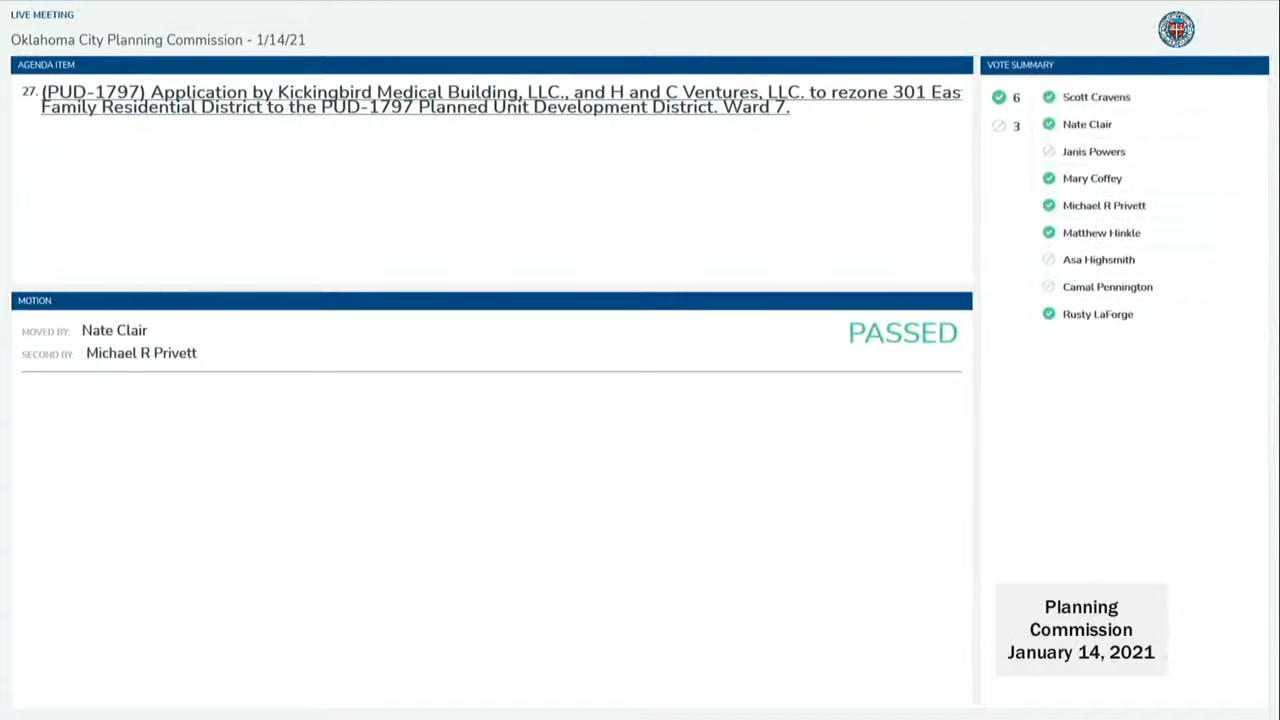 LIVE MEETING
Oklahoma City Planning Commission - 1/14/21
AGENDA ITEM
27. (PUD-1797) Application by Kickingbird Medical Building, LLC., and H and C Ventures, LLC. to rezone 301 Eas
Family Residential District to the PUD-1797 Planned Unit Development District. Ward 7.
MOTION
MOVED BY: Nate Clair
SECOND BY: Michael R Privett
PASSED
VOTE SUMMARY
6
3
Scott Cravens
Nate Clair
Janis Powers
Mary Coffey
Michael R Privett
Matthew Hinkle
Asa Highsmith
Camal Pennington
Rusty LaForge
Planning
Commission
January 14, 2021